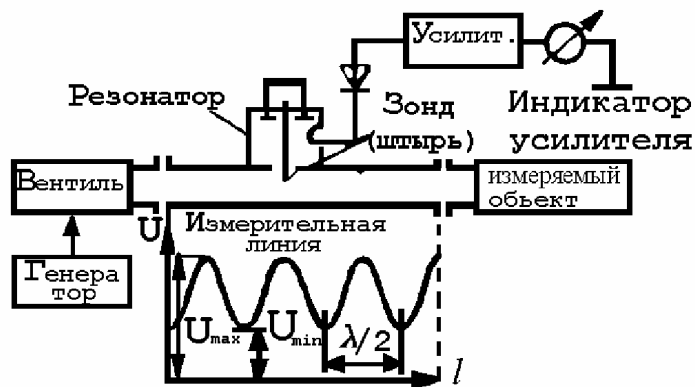 Усилит.
Резонатор
Зонд
(штырь)
Индикатор
усилителя
Вентиль
измеряемый
обьект
U
Измерительная
линия
Генера
тор
Umax
Umin
λ/2
l